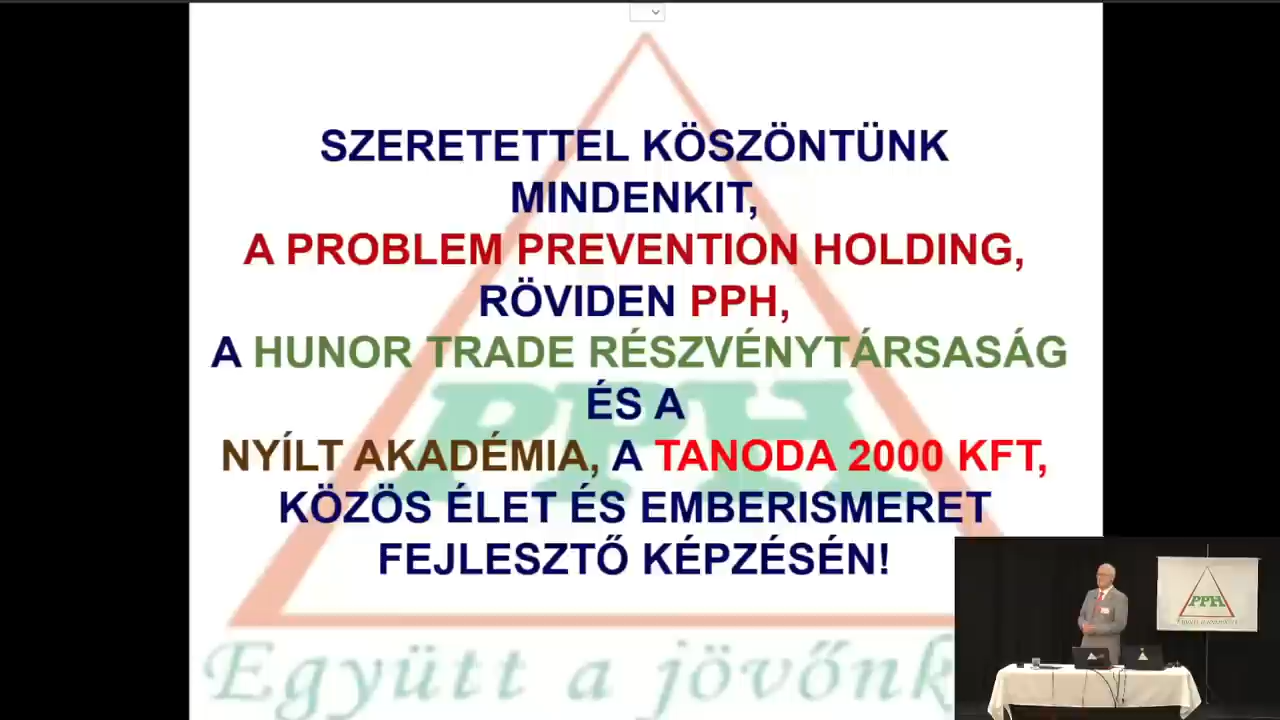 SZERETETTEL KÖSZÖNTÜNK
MINDENKIT,
A PROBLEM PREVENTION HOLDING,
RÖVIDEN PPH,
A HUNOR TRADE RÉSZVÉNYTÁRSASÁG
ÉS A
NYÍLT AKADÉMIA, A TANODA 2000 KFT,
KÖZÖS ÉLET ÉS EMBERISMERET
FEJLESZTŐ KÉPZÉSÉN!
PPH
Együtt a jövőnk
PPH